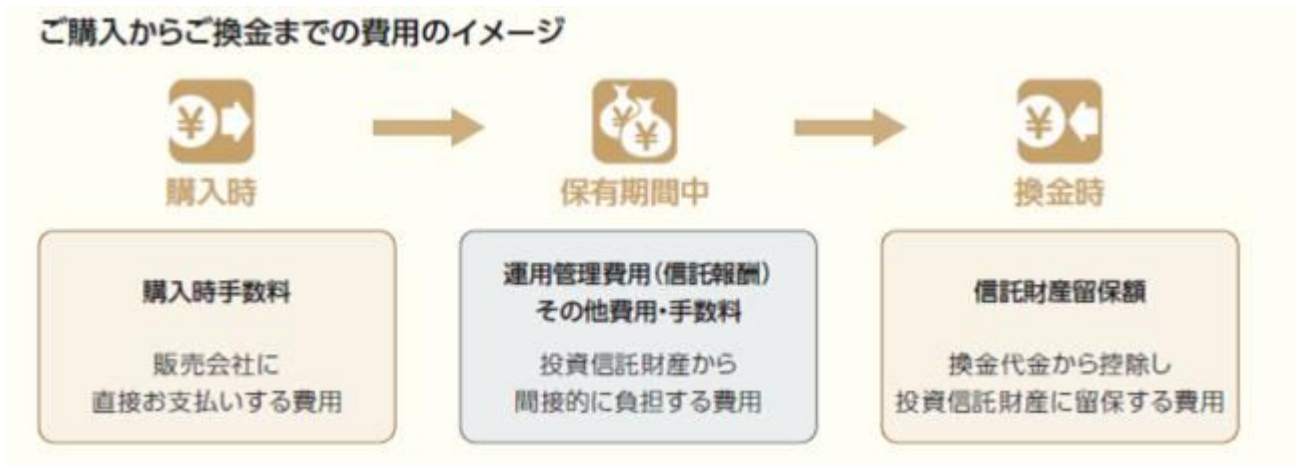 ご購入からご換金までの費用のイメージ
¥
¥ ¥
¥
購入時
保有期間中
換金時
購入時手数料
販売会社に
直接お支払いする費用
運用管理費用(信託報酬)
その他費用・手数料
投資信託財産から
間接的に負担する費用
信託財産留保額
換金代金から控除し
投資信託財産に留保する費用